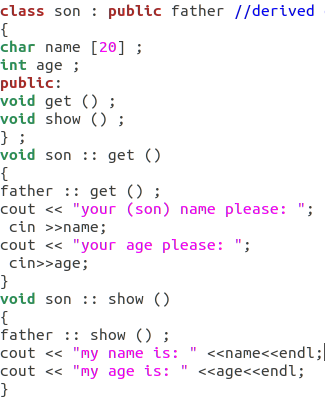 class son : public father //derived
{
char name [20] ;
int age ;
public:
void get () ;
void show () ;
} ;
void son :: get ()
{
father :: get () ;
cout << "your (son) name please: ";
cin >>name;
cout << "your age please: ";
cin>>age;
}
void son :: show ()
{
father :: show () ;
cout << "my name is: " <<name<<endl;
cout << "my age is: " <<age<<endl;
}